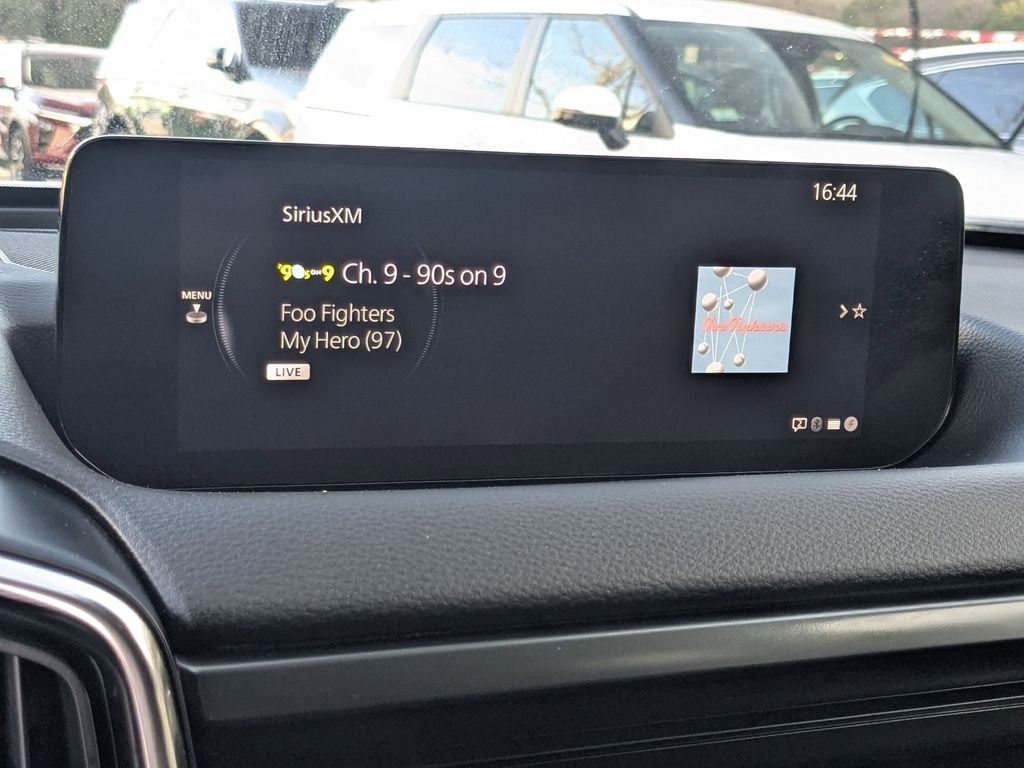 16:44
SiriusXM
'90s ON 9 Ch. 9 - 90s on 9
MENU
Foo Fighters
My Hero (97)
LIVE
Foo Fighters